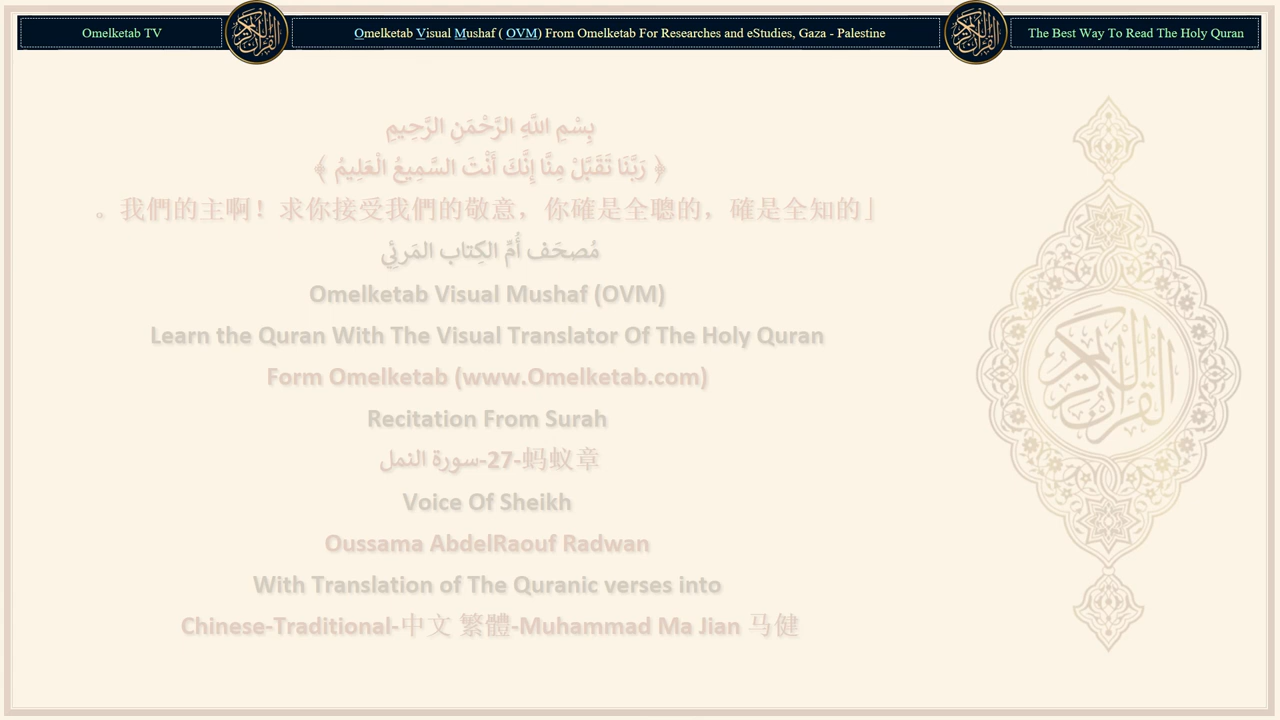 Omelketab TV
Omelketab Visual Mushaf ( OVM) From Omelketab For Researches and eStudies, Gaza - Palestine
The Best Way To Read The Holy Quran
بِسْمِ اللَّهِ الرَّحْمَنِ الرَّحِيمِ
﴿ رَبَّنَا تَقَبَّلْ مِنَّا إِنَّكَ أَنْتَ السَّمِيعُ الْعَلِيمُ ﴾
。我們的主啊！求你接受我們的敬意，你確是全聰的，確是全知的」
مُصحَف أُمِّ الكِتاب المَرئِي
Omelketab Visual Mushaf (OVM)
Learn the Quran With The Visual Translator Of The Holy Quran
Form Omelketab (www.Omelketab.com)
Recitation From Surah
سورة النمل-27-蚂蚁章
Voice Of Sheikh
Oussama AbdelRaouf Radwan
With Translation of The Quranic verses into
Chinese-Traditional-中文 繁體-Muhammad Ma Jian 马健
القرآن الكريم